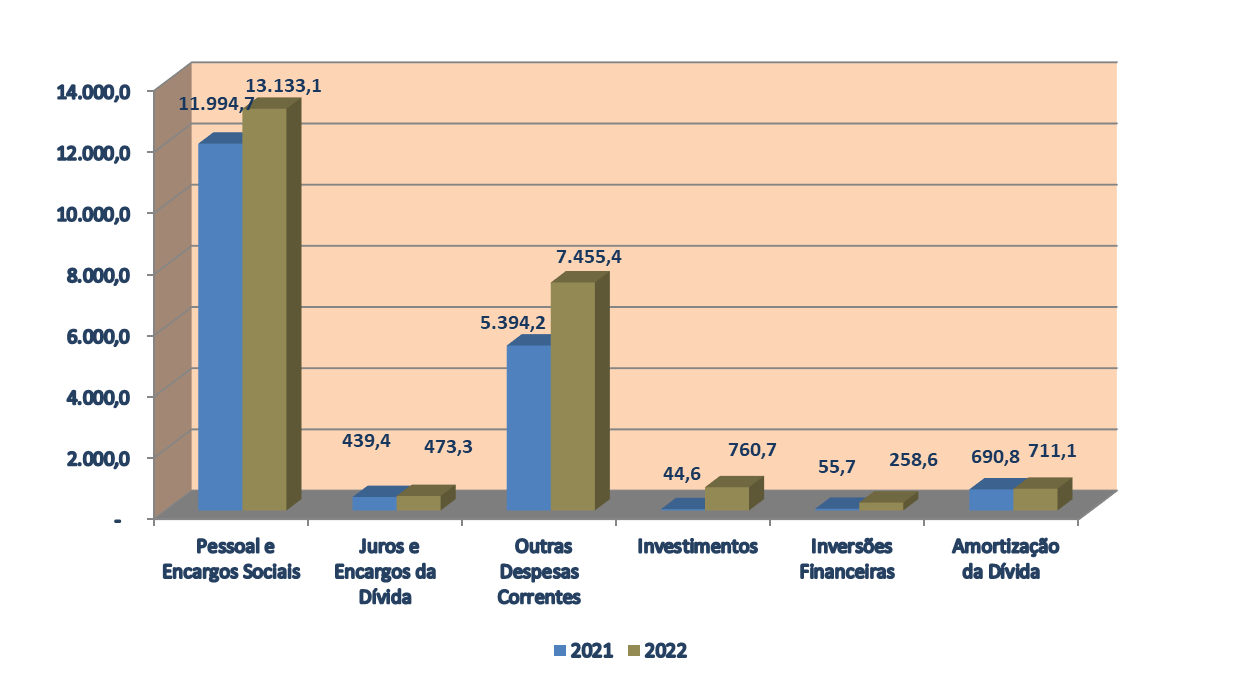 14.000,0
12.000,0
10.000,0
8.000,0
6.000,0
4.000,0
2.000,0
-
11.994,7
13.133,1
439,4
473,3
5.394,2
7.455,4
44,6
760,7
55,7
258,6
690,8
711,1
Pessoal e
Encargos Sociais
Juros e
Encargos da
Dívida
Outras
Despesas
Correntes
Investimentos
Inversões
Financeiras
Amortização
da Dívida
2021
2022